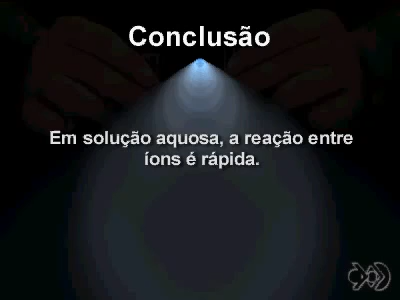 Conclusão
Em solução aquosa, a reação entre
íons é rápida.